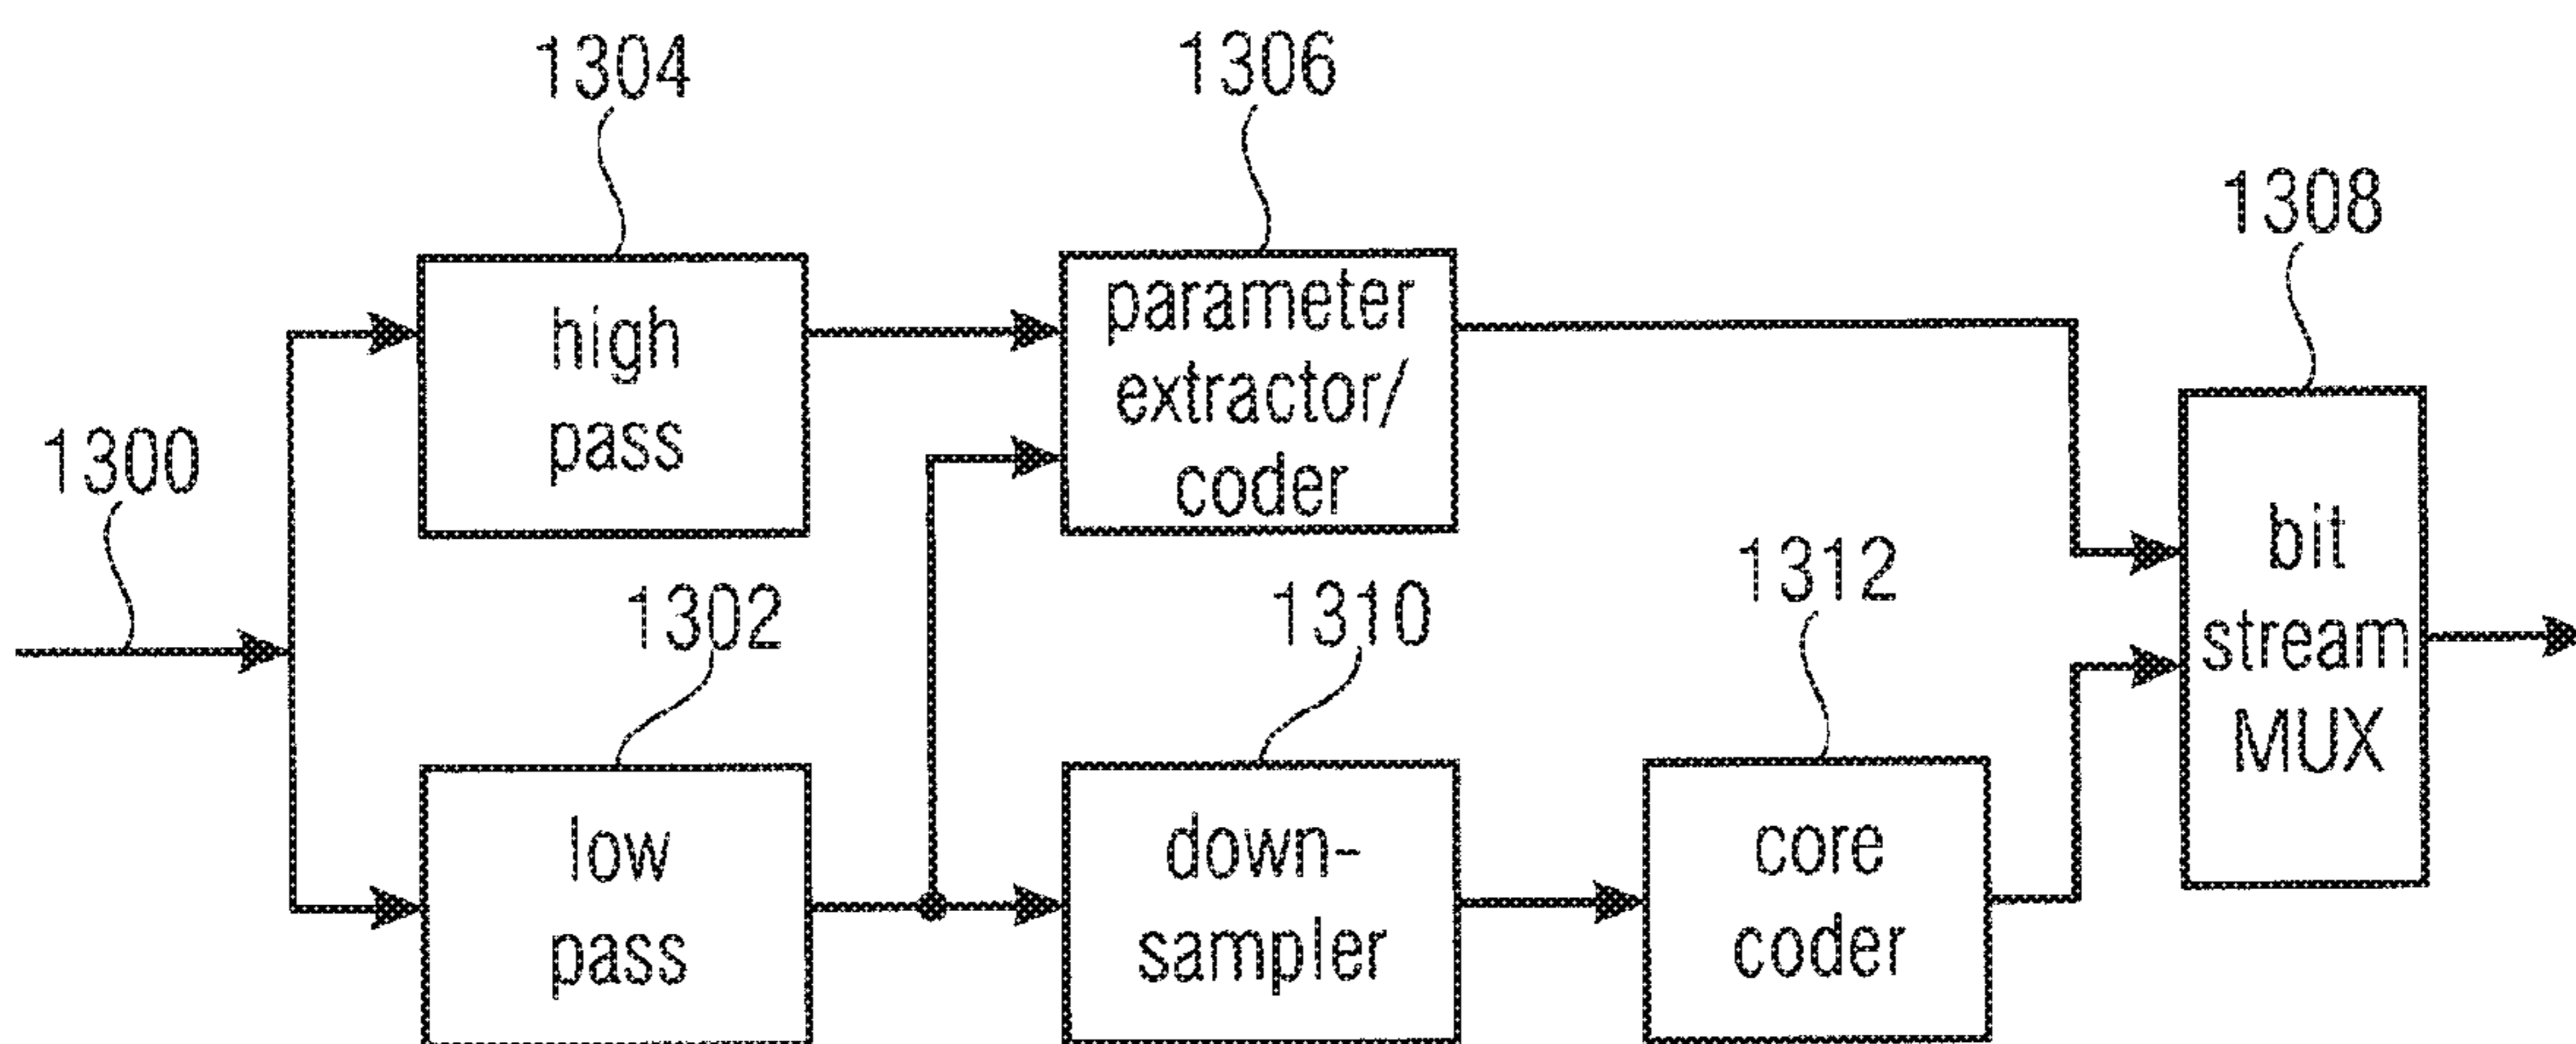 1304
1306
1308
high
pass
parameter
extractor/
coder
1300
1302
1310
1312
bit
stream
MUX
low
pass
down-
sampler
core
coder